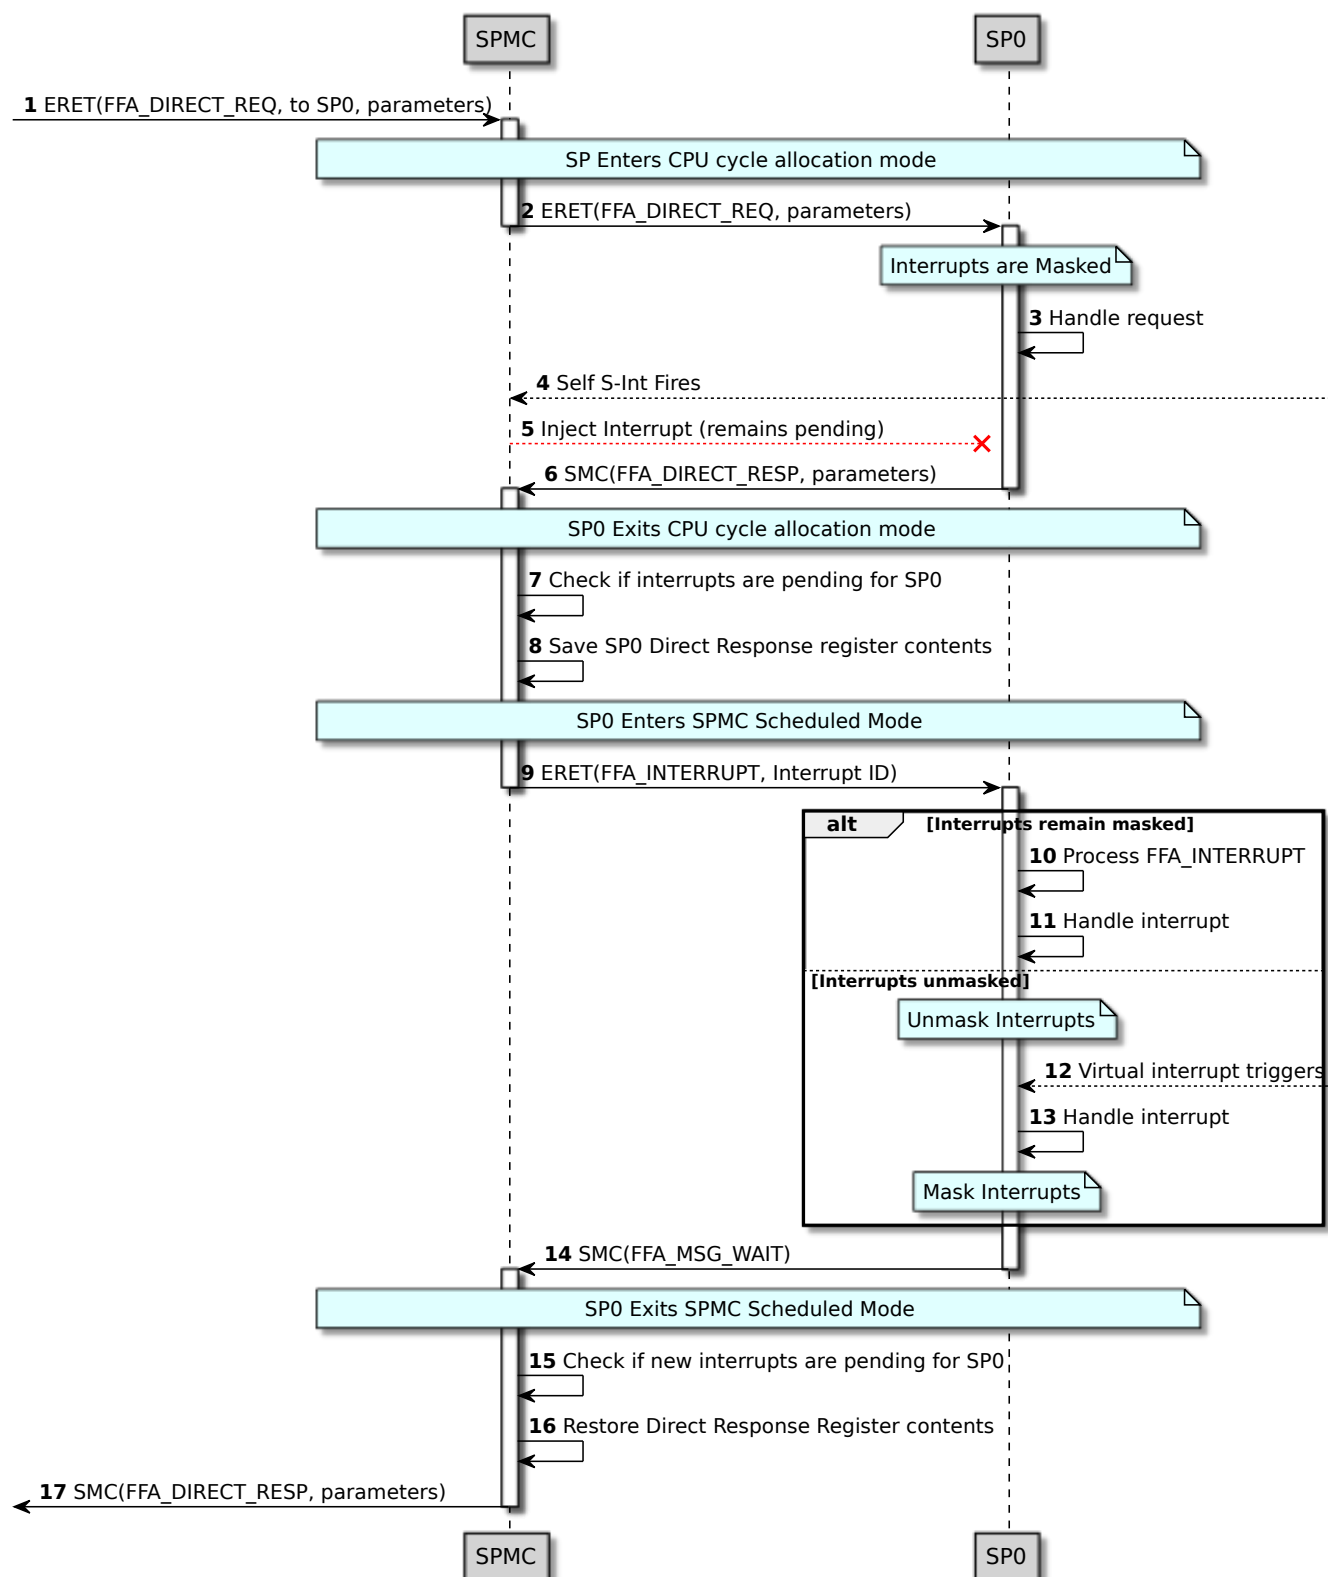 SPMC
SP0
1 ERET(FFA_DIRECT_REQ, to SP0, parameters)
SP Enters CPU cycle allocation mode
2 ERET(FFA_DIRECT_REQ, parameters)
Interrupts are Masked
3 Handle request
4 Self S-Int Fires
5 Inject Interrupt (remains pending)
6 SMC(FFA_DIRECT_RESP, parameters)
SP0 Exits CPU cycle allocation mode
7 Check if interrupts are pending for SP0
8 Save SP0 Direct Response register contents
SP0 Enters SPMC Scheduled Mode
9 ERET(FFA_INTERRUPT, Interrupt ID)
alt [Interrupts remain masked]
10 Process FFA_INTERRUPT
11 Handle interrupt
[Interrupts unmasked]
Unmask Interrupts
12 Virtual interrupt triggers
13 Handle interrupt
Mask Interrupts
14 SMC(FFA_MSG_WAIT)
SP0 Exits SPMC Scheduled Mode
15 Check if new interrupts are pending for SP0
16 Restore Direct Response Register contents
17 SMC(FFA_DIRECT_RESP, parameters)
SPMC
SP0